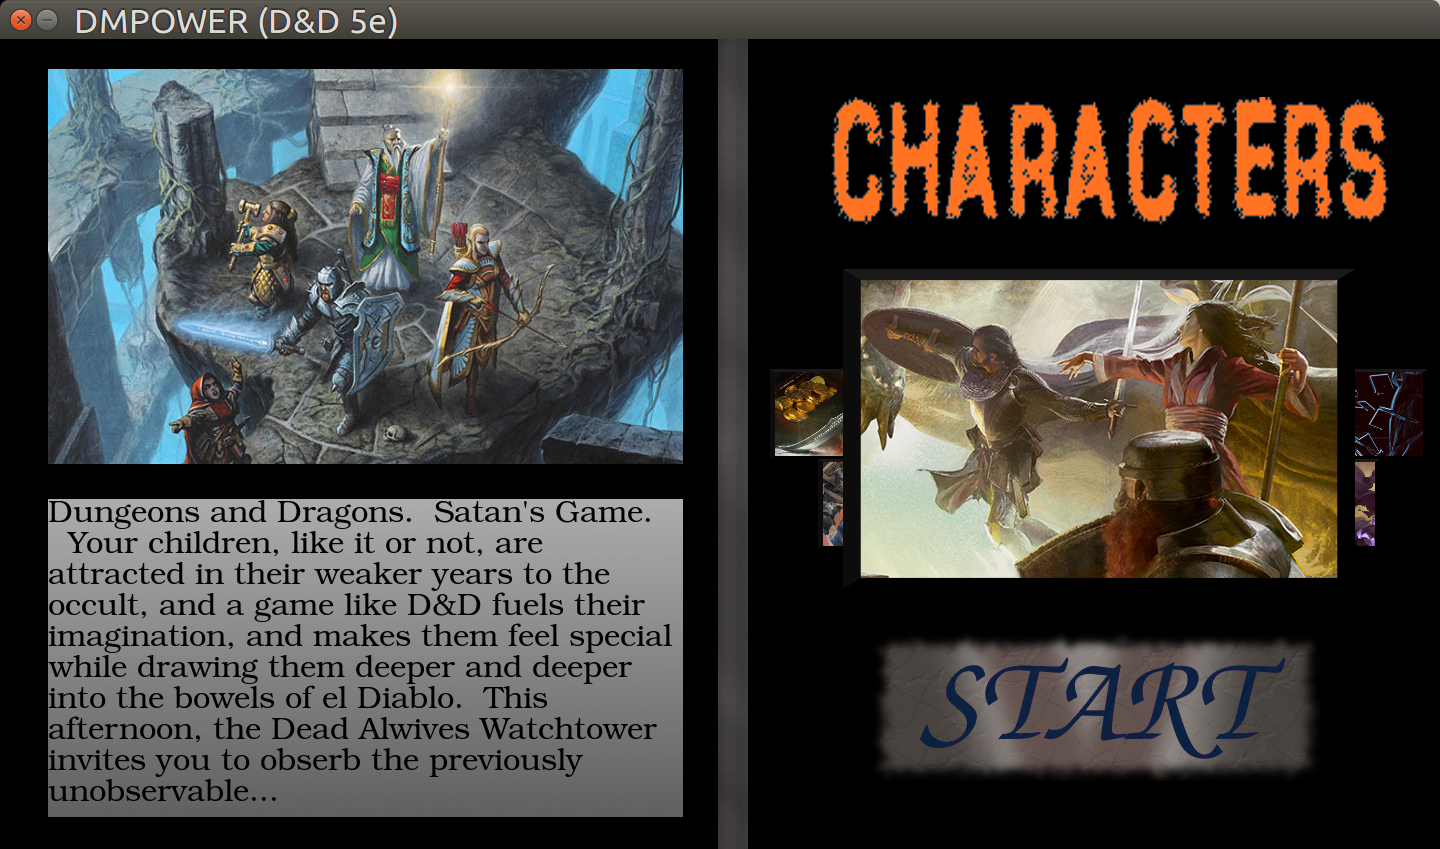 DMPOWER (D&D 5e)
Dungeons and Dragons.  Satan's Game.
Your children, like it or not, are
attracted in their weaker years to the
occult, and a game like D&D fuels their
imagination, and makes them feel special
while drawing them deeper and deeper
into the bowels of el Diablo.  This
afternoon, the Dead Alwives Watchtower
invites you to obserb the previously
unobservable...
CHARACTERS
START